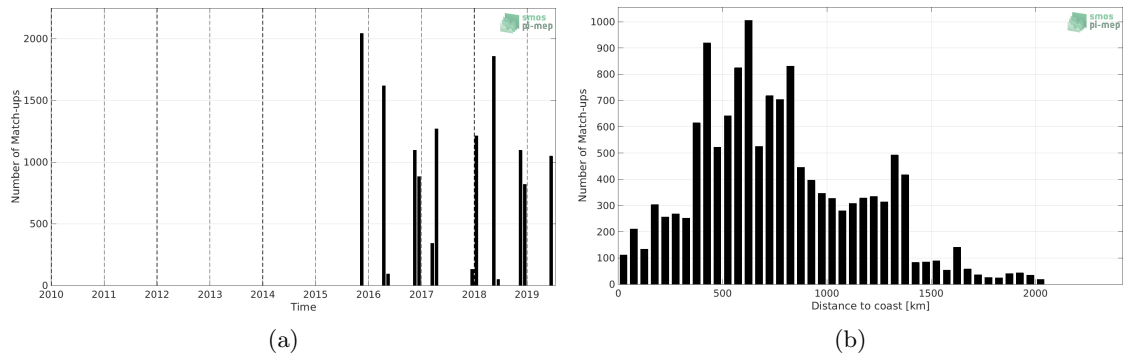 smos
pi-mep
2000
1500
1000
500
0
Number of Match-ups
2010 2011 2012 2013 2014 2015 2016 2017 2018 2019
Time
(a)
smos
pi-mep
1000
900
800
700
600
500
400
300
200
100
0
Number of Match-ups
0 500 1000 1500 2000
Distance to coast [km]
(b)